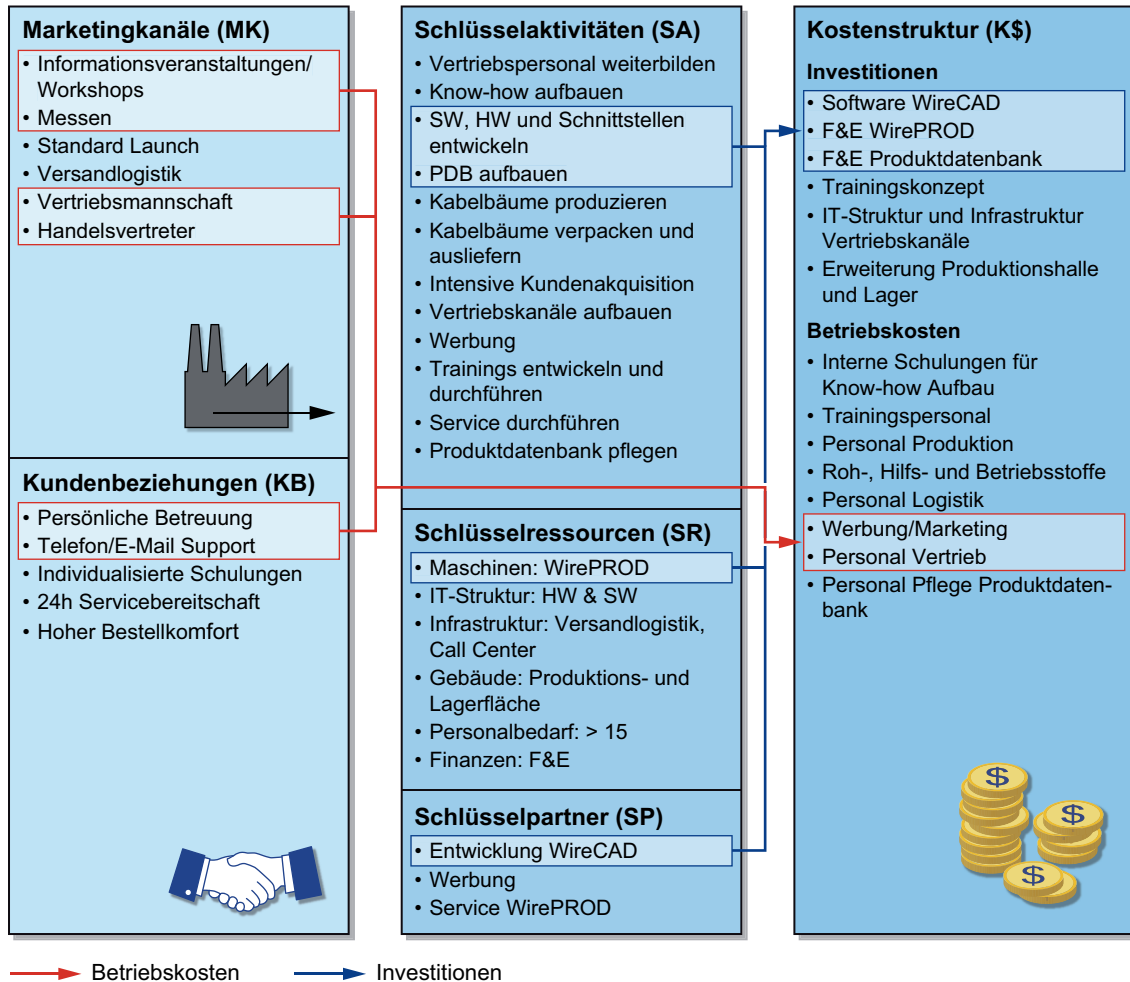 Marketingkanäle (MK)
• Informationsveranstaltungen/
Workshops
• Messen
• Standard Launch
• Versandlogistik
• Vertriebsmannschaft
• Handelsvertreter
Kundenbeziehungen (KB)
• Persönliche Betreuung
• Telefon/E-Mail Support
• Individualisierte Schulungen
• 24h Servicebereitschaft
• Hoher Bestellkomfort
Schlüsselaktivitäten (SA)
• Vertriebspersonal weiterbilden
• Know-how aufbauen
• SW, HW und Schnittstellen
entwickeln
• PDB aufbauen
• Kabelbäume produzieren
• Kabelbäume verpacken und
ausliefern
• Intensive Kundenakquisition
• Vertriebskanäle aufbauen
• Werbung
• Trainings entwickeln und
durchführen
• Service durchführen
• Produktdatenbank pflegen
Schlüsselressourcen (SR)
• Maschinen: WirePROD
• IT-Struktur: HW & SW
• Infrastruktur: Versandlogistik,
Call Center
• Gebäude: Produktions- und
Lagerfläche
• Personalbedarf: > 15
• Finanzen: F&E
Schlüsselpartner (SP)
• Entwicklung WireCAD
• Werbung
• Service WirePROD
Kostenstruktur (K$)
Investitionen
• Software WireCAD
• F&E WirePROD
• F&E Produktdatenbank
• Trainingskonzept
• IT-Struktur und Infrastruktur
Vertriebskanäle
• Erweiterung Produktionshalle
und Lager
Betriebskosten
• Interne Schulungen für
Know-how Aufbau
• Trainingspersonal
• Personal Produktion
• Roh-, Hilfs- und Betriebsstoffe
• Personal Logistik
• Werbung/Marketing
• Personal Vertrieb
• Personal Pflege Produktdaten-
bank
$
$
$
Betriebskosten
Investitionen